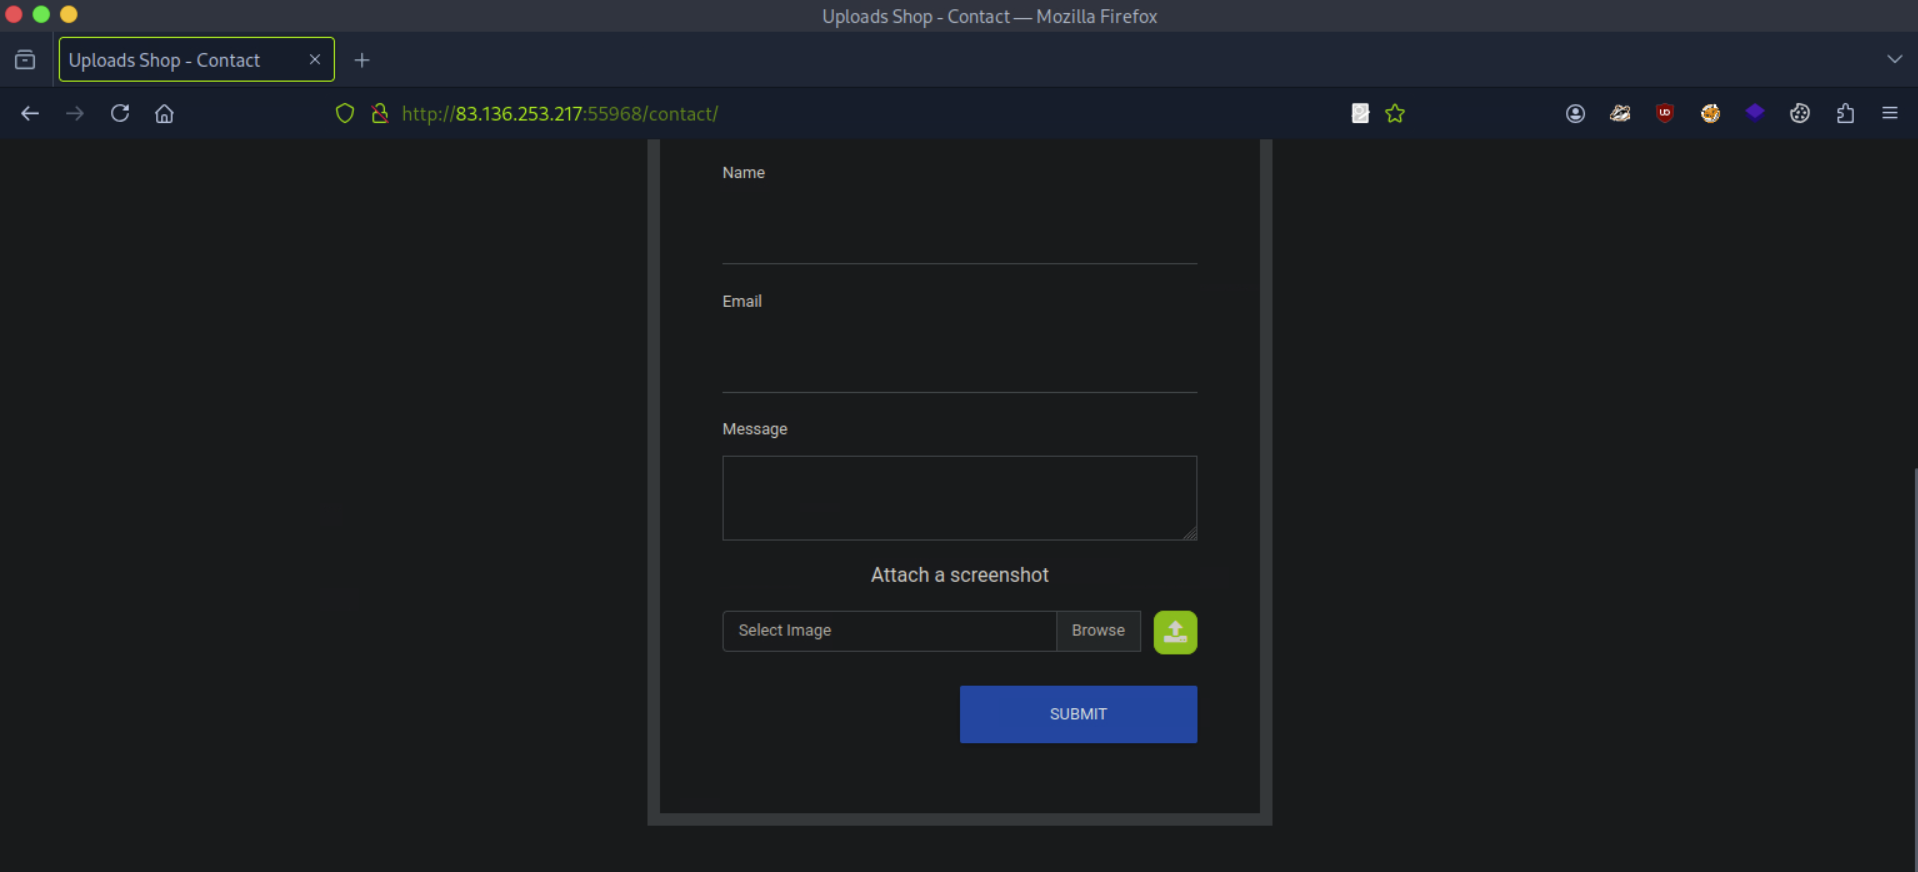 Uploads Shop - Contact — Mozilla Firefox
Uploads Shop - Contact
http://83.136.253.217:55968/contact/
Name
Email
Message
Attach a screenshot
Select Image Browse
SUBMIT